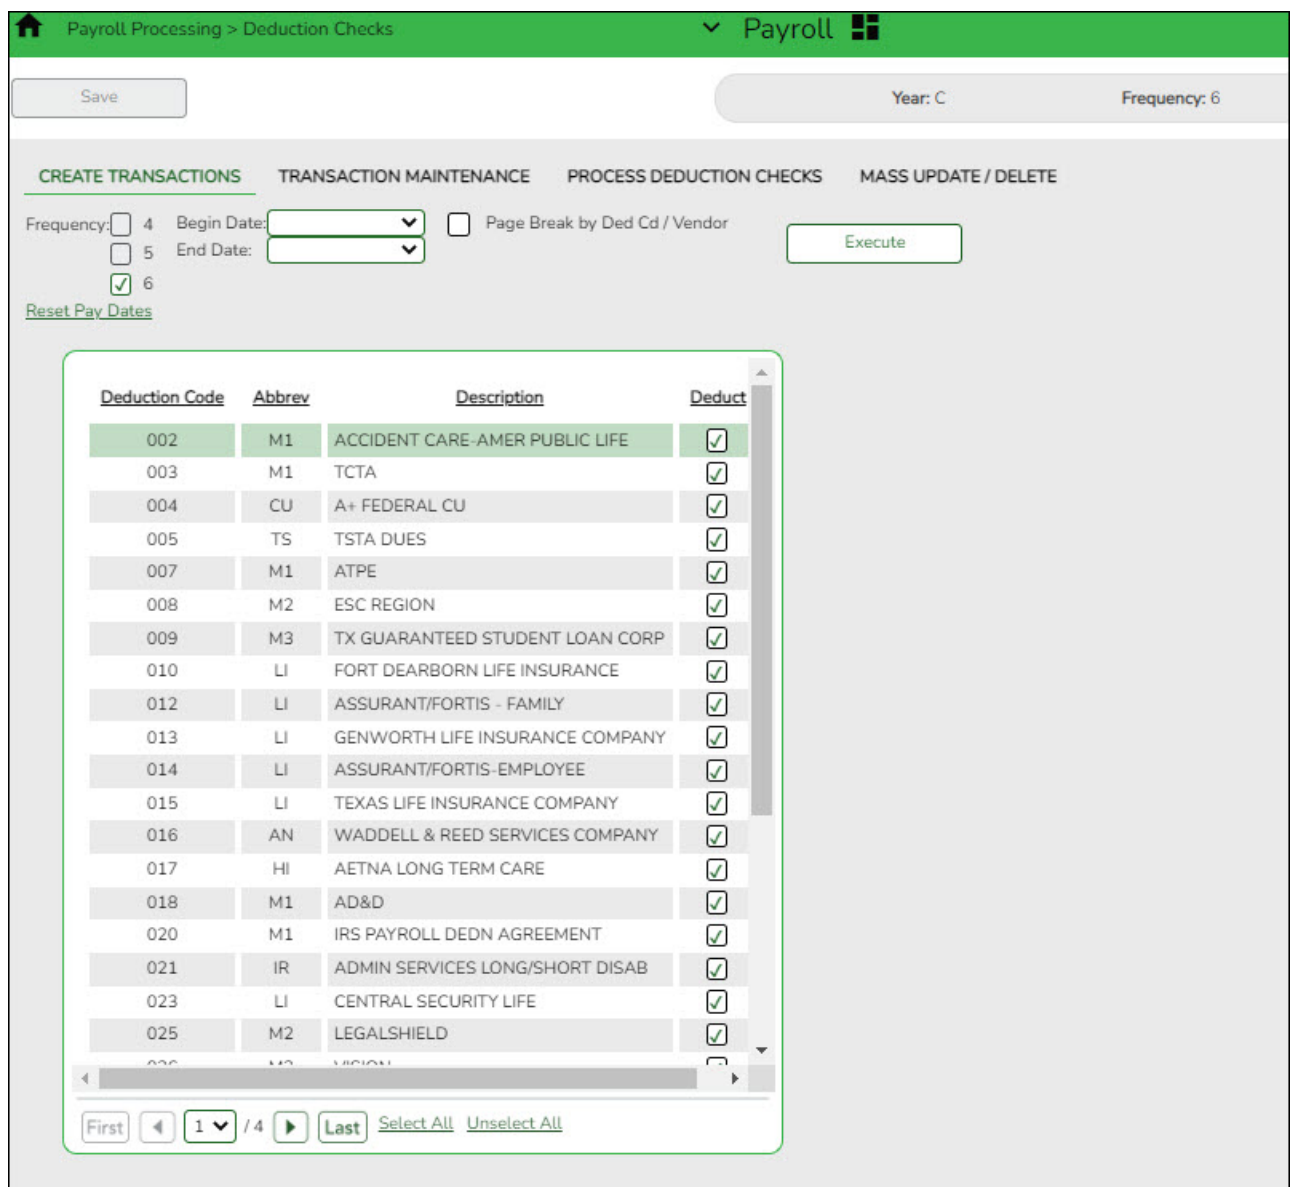 Payroll Processing > Deduction Checks
Payroll
Save
Year: C
Frequency: 6
CREATE TRANSACTIONS
TRANSACTION MAINTENANCE
PROCESS DEDUCTION CHECKS
MASS UPDATE / DELETE
Frequency: 4 Begin Date: Page Break by Ded Cd / Vendor
Execute
5 End Date:
6
Reset Pay Dates
Deduction Code Abbrev Description Deduct
002 M1 ACCIDENT CARE-AMER PUBLIC LIFE
003 M1 TCTA
004 CU A+ FEDERAL CU
005 TS TSTA DUES
007 M1 ATPE
008 M2 ESC REGION
009 M3 TX GUARANTEED STUDENT LOAN CORP
010 LI FORT DEARBORN LIFE INSURANCE
012 LI ASSURANT/FORTIS - FAMILY
013 LI GENWORTH LIFE INSURANCE COMPANY
014 LI ASSURANT/FORTIS-EMPLOYEE
015 LI TEXAS LIFE INSURANCE COMPANY
016 AN WADDELL & REED SERVICES COMPANY
017 HI AETNA LONG TERM CARE
018 M1 AD&D
020 M1 IRS PAYROLL DEDN AGREEMENT
021 IR ADMIN SERVICES LONG/SHORT DISAB
023 LI CENTRAL SECURITY LIFE
025 M2 LEGALSHIELD
VISION
First 1 / 4 Last Select All Unselect All